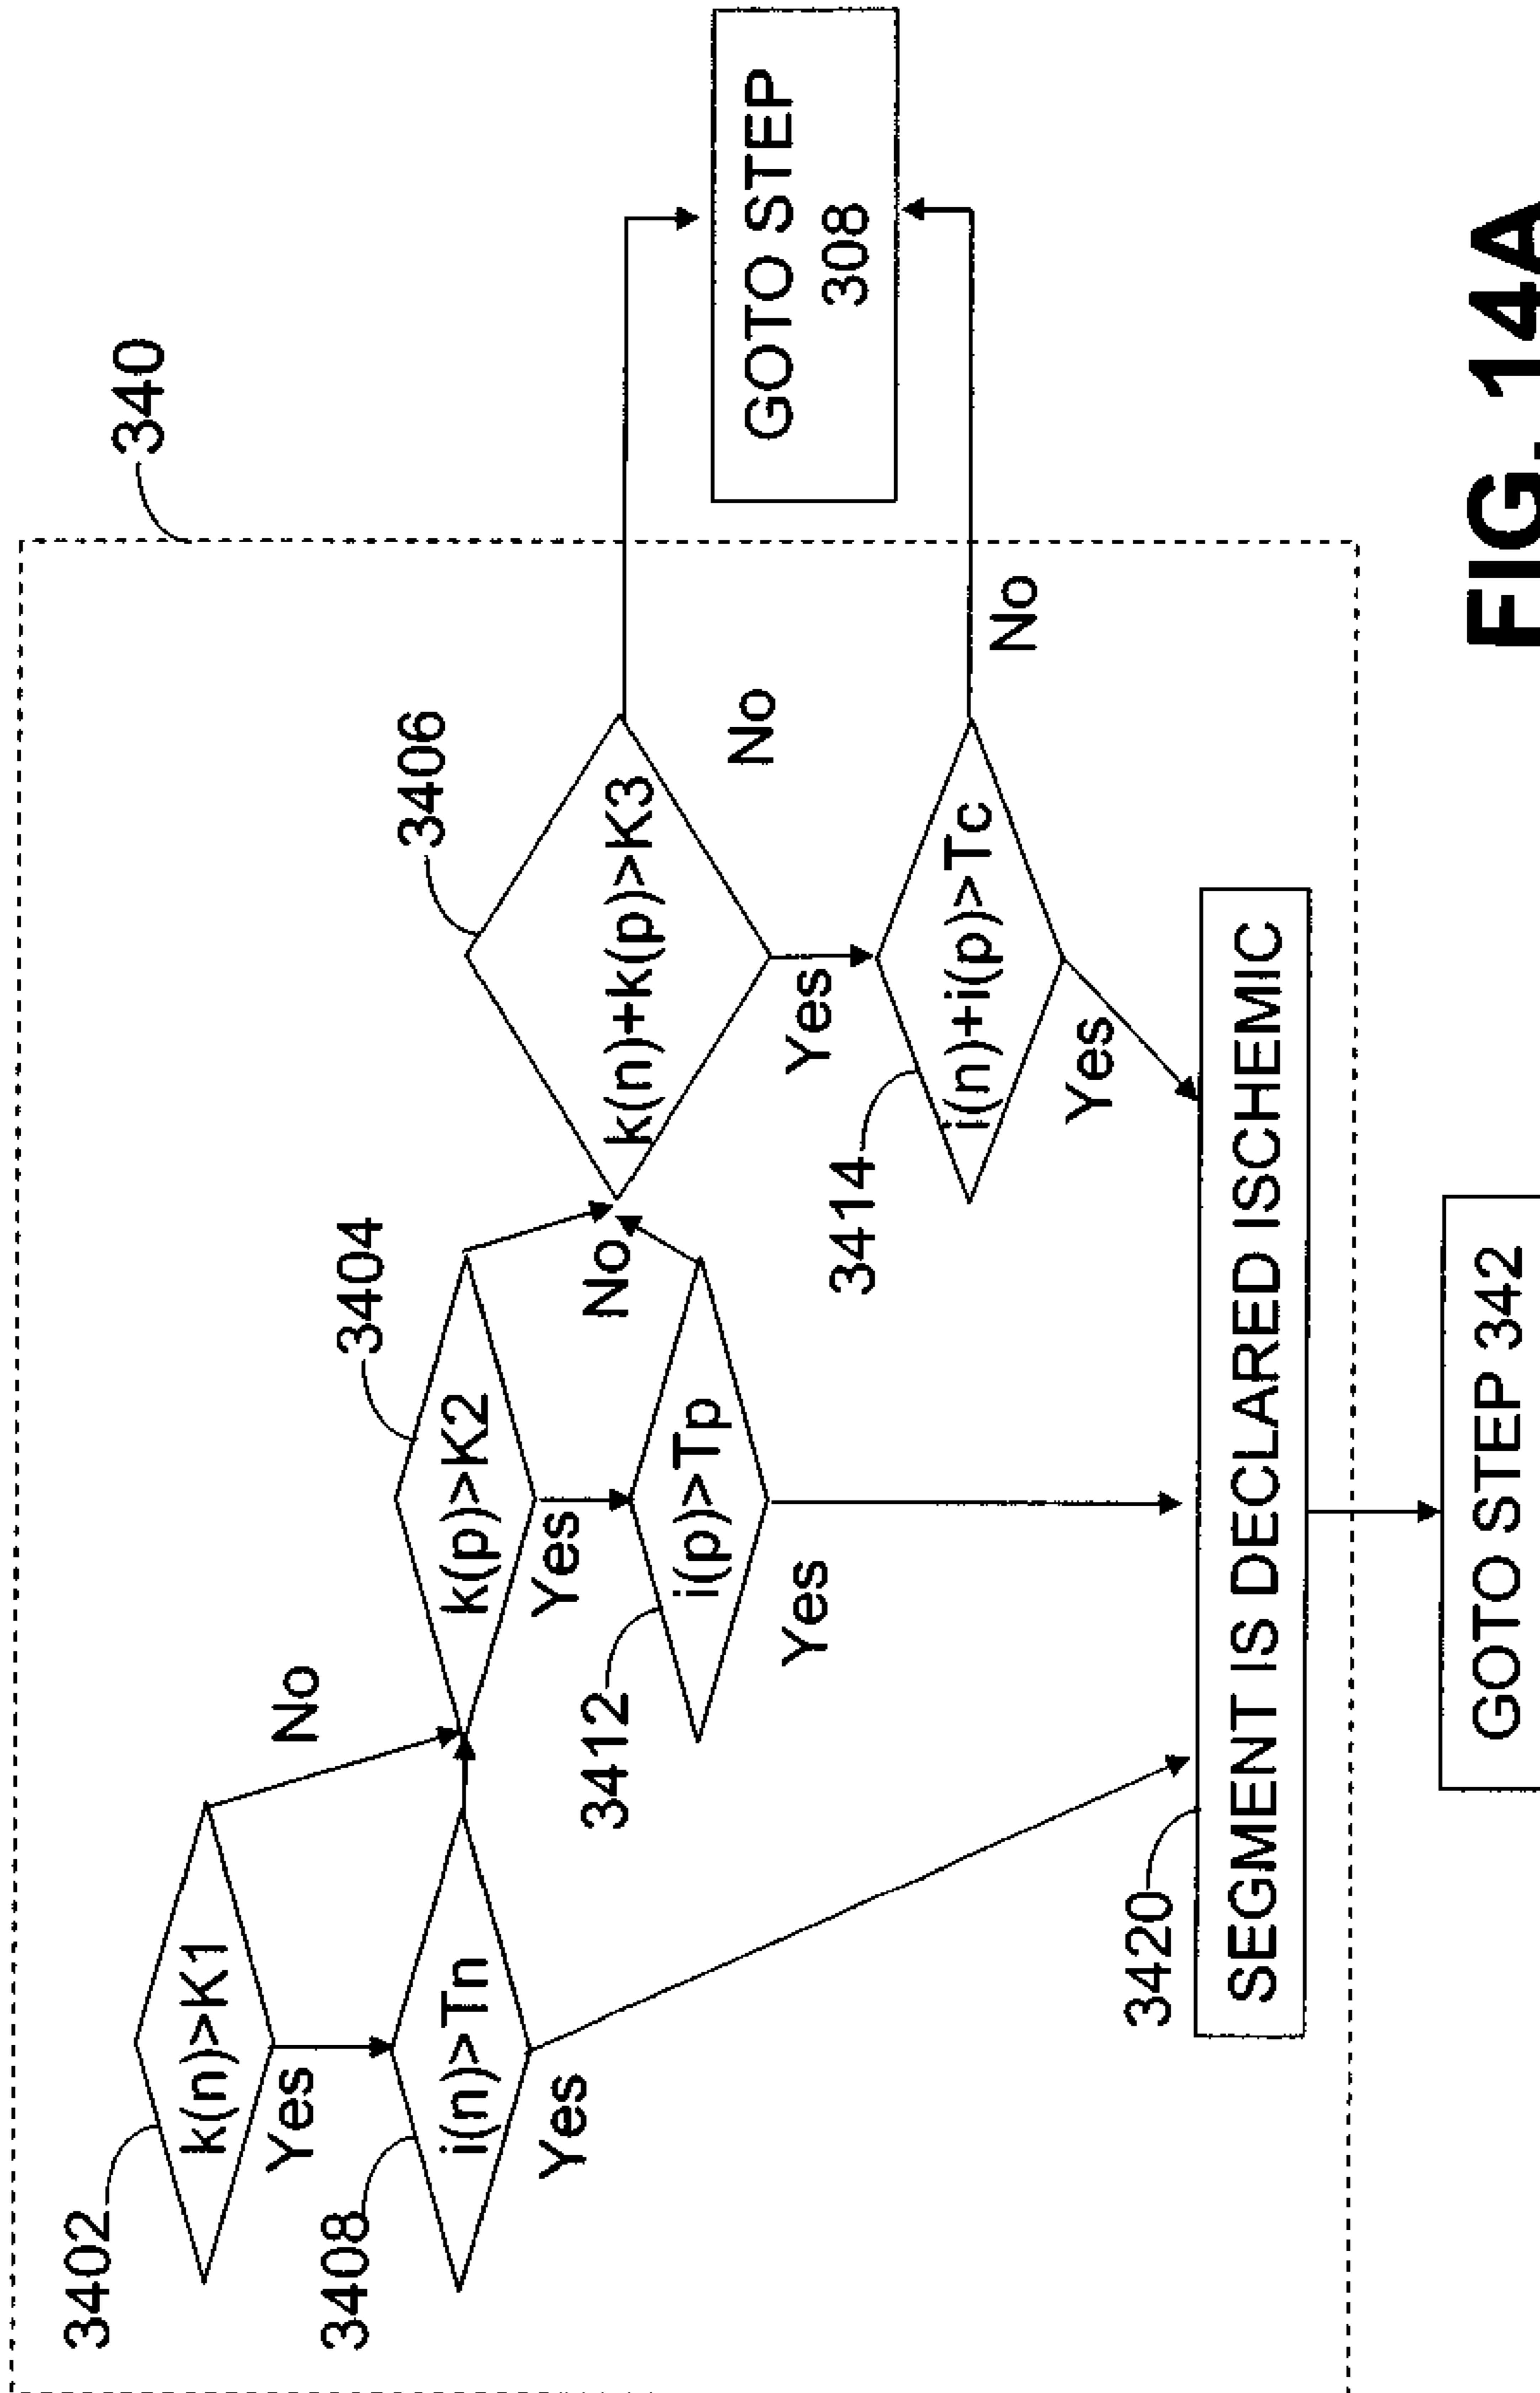 340
3402
k(n)>K1
No
Yes
3408
i(n)>Tn
Yes
3404
k(p)>K2
Yes
No
3412
i(p)>Tp
Yes
3406
k(n)+k(p)>K3
No
Yes
3414
i(n)+i(p)>Tc
No
Yes
GOTO STEP
308
3420
SEGMENT IS DECLARED ISCHEMIC
GOTO STEP 342
FIG. 14A